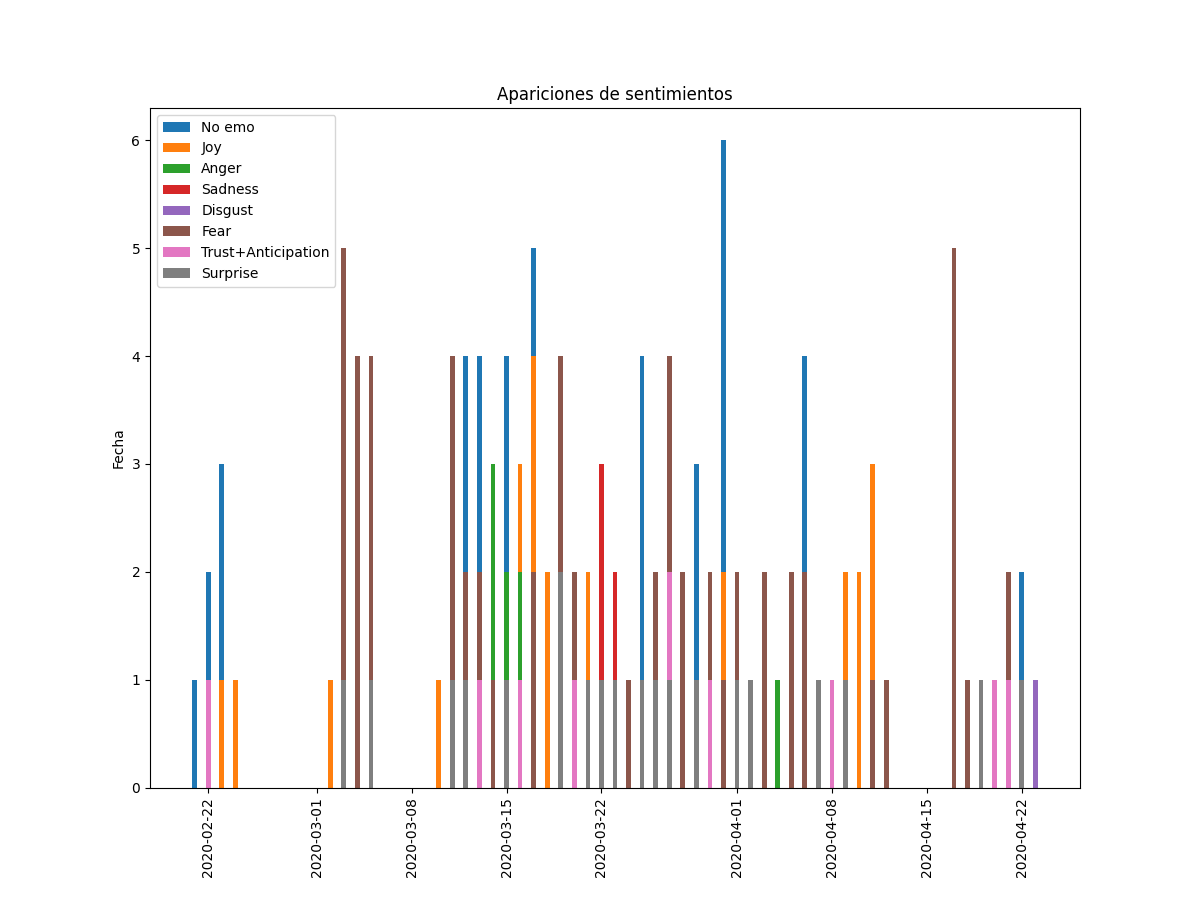 Apariciones de sentimientos
No emo
Joy
Anger
Sadness
Disgust
Fear
Trust+Anticipation
Surprise
Fecha
6
5
4
3
2
1
0
2020-02-22
2020-03-01
2020-03-08
2020-03-15
2020-03-22
2020-04-01
2020-04-08
2020-04-15
2020-04-22